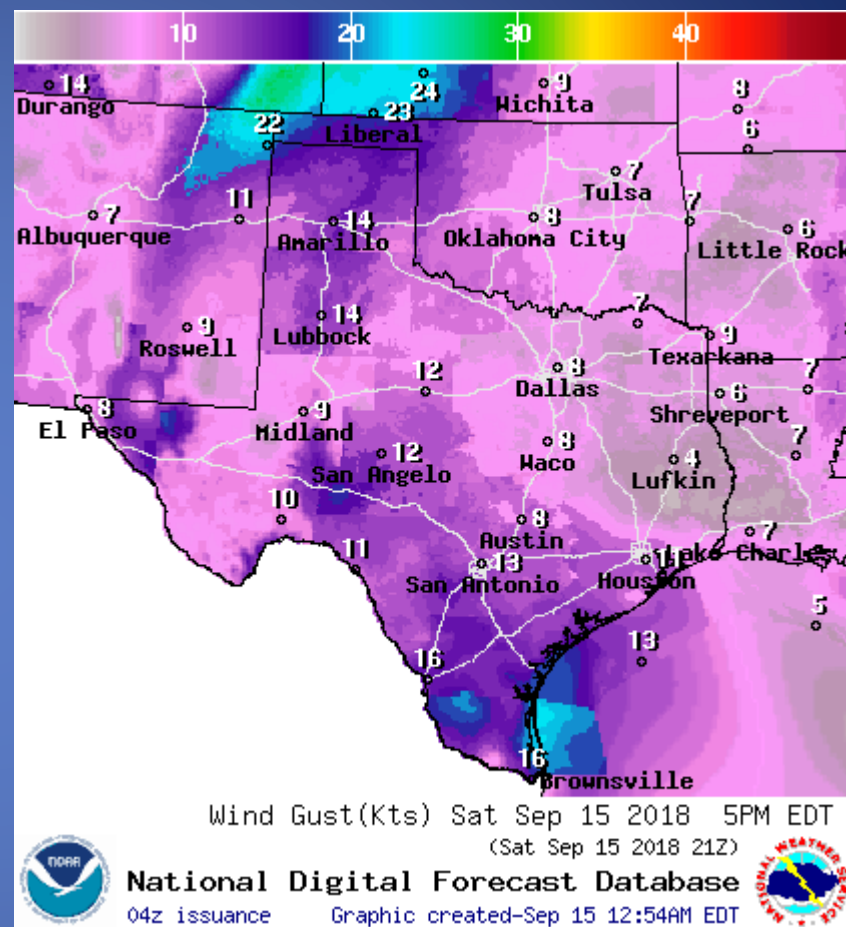 10 20 30 40
14 24 9 8
Durango 23 Wichita
22 Liberal 6
7
11 Tulsa 7
7 14 8 6
Albuquerque Amarillo Oklahoma City Little Rock
14 7
9 Lubbock 9
Roswell Texarkana
12 8 7
8 9 Dallas 6
El Paso Midland Shreveport
12 8 7
San Angelo Waco 4
Lufkin
10 8 7
Austin
11 13 Lake Charles
San Antonio Houston
5
16 13
16
Brownsville
Wind Gust(Kts) Sat Sep 15 2018 5PM EDT
(Sat Sep 15 2018 21Z)
NOAA
National Digital Forecast Database
04z issuance Graphic created-Sep 15 12:54AM EDT
NATIONAL WEATHER SERVICE